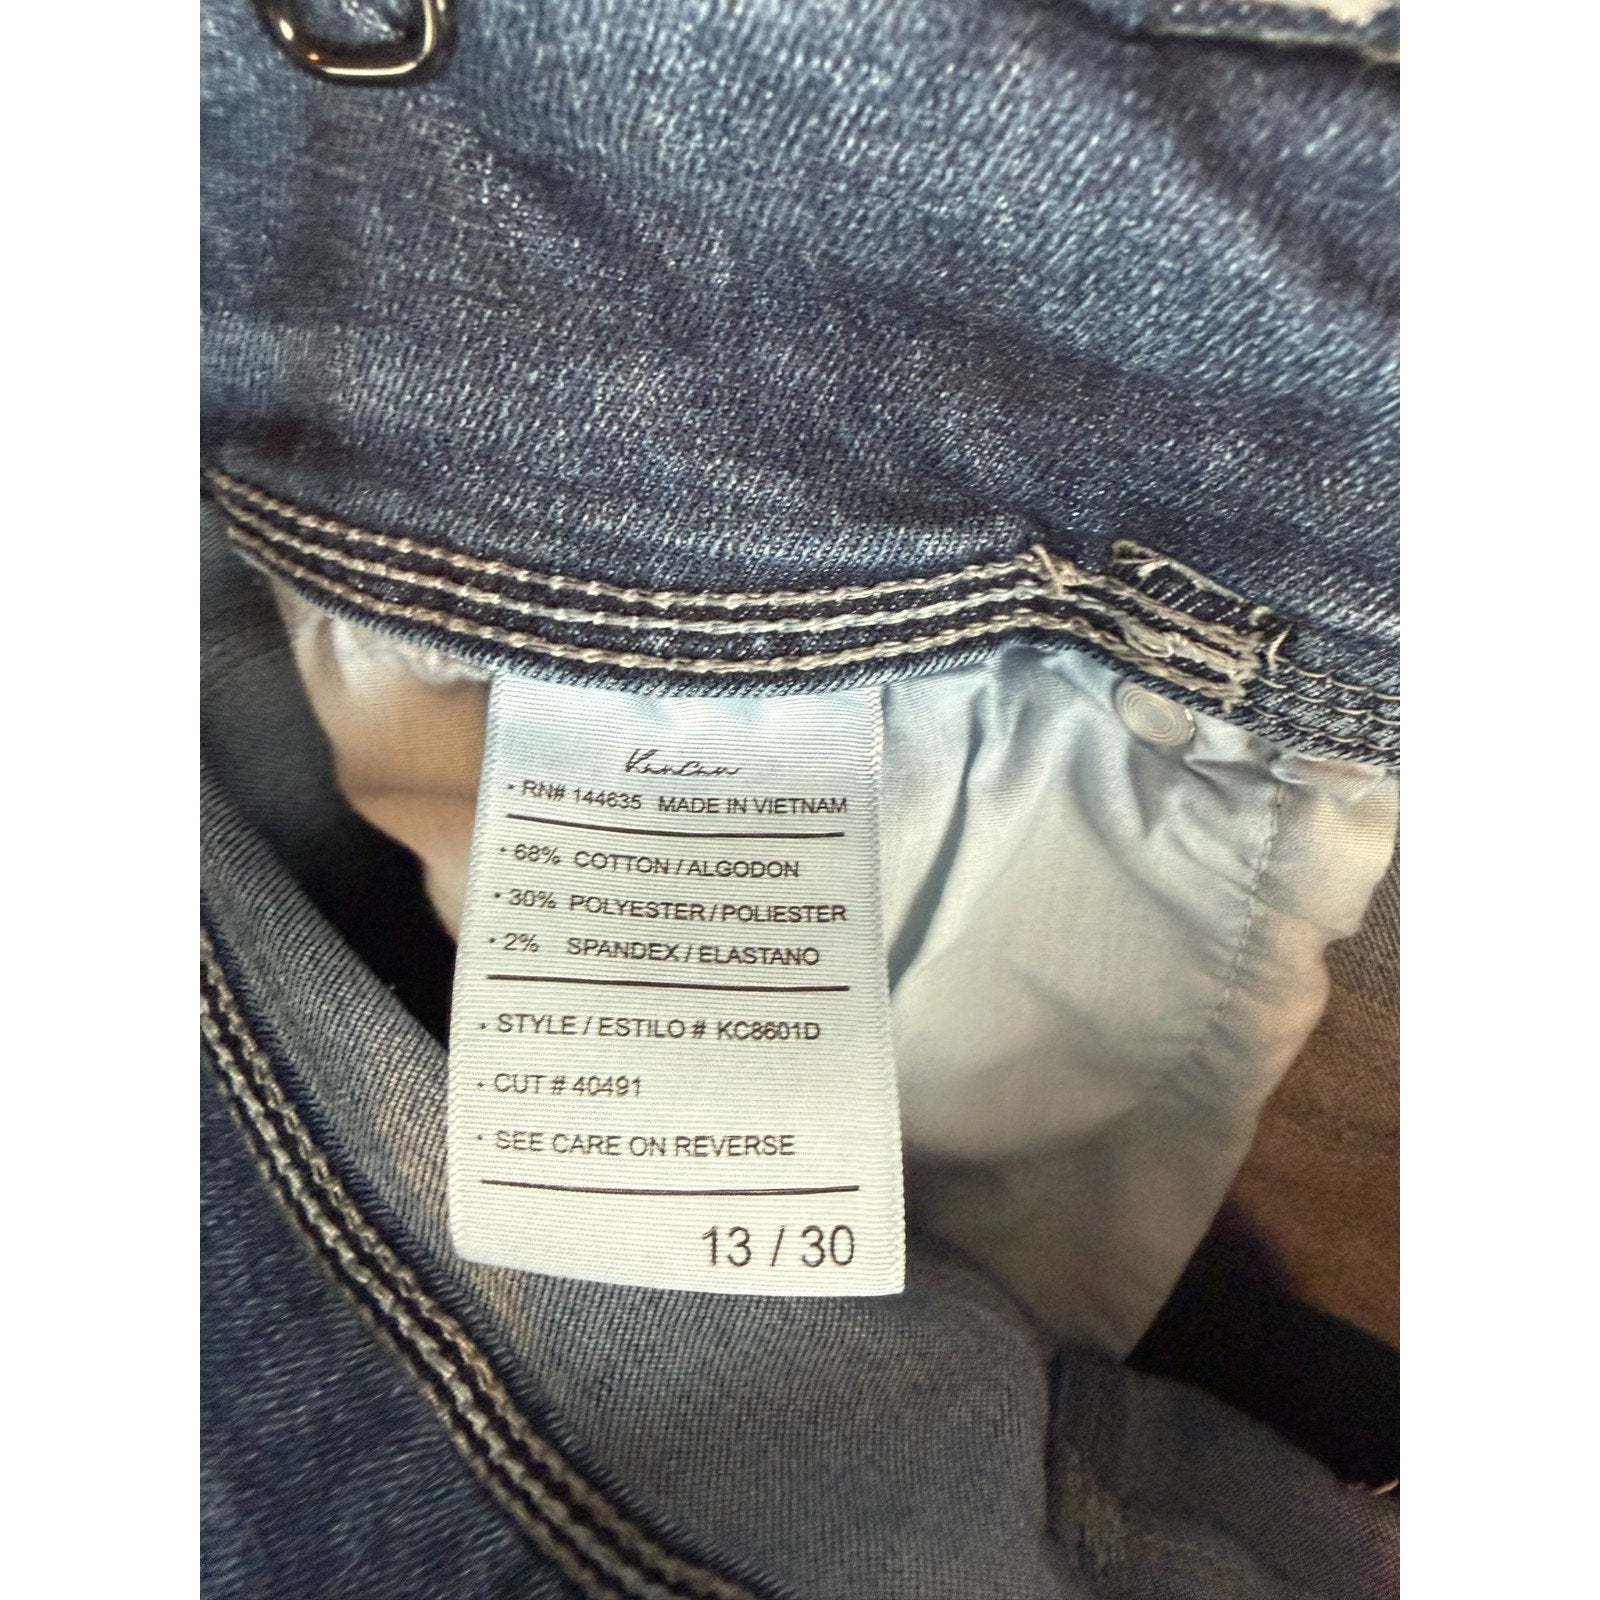 Kancan
· RN# 144635 MADE IN VIETNAM
· 68% COTTON / ALGODON
· 30% POLYESTER / POLIESTER
· 2% SPANDEX / ELASTANO
· STYLE / ESTILO # KC8601D
· CUT # 40491
· SEE CARE ON REVERSE
13 / 30